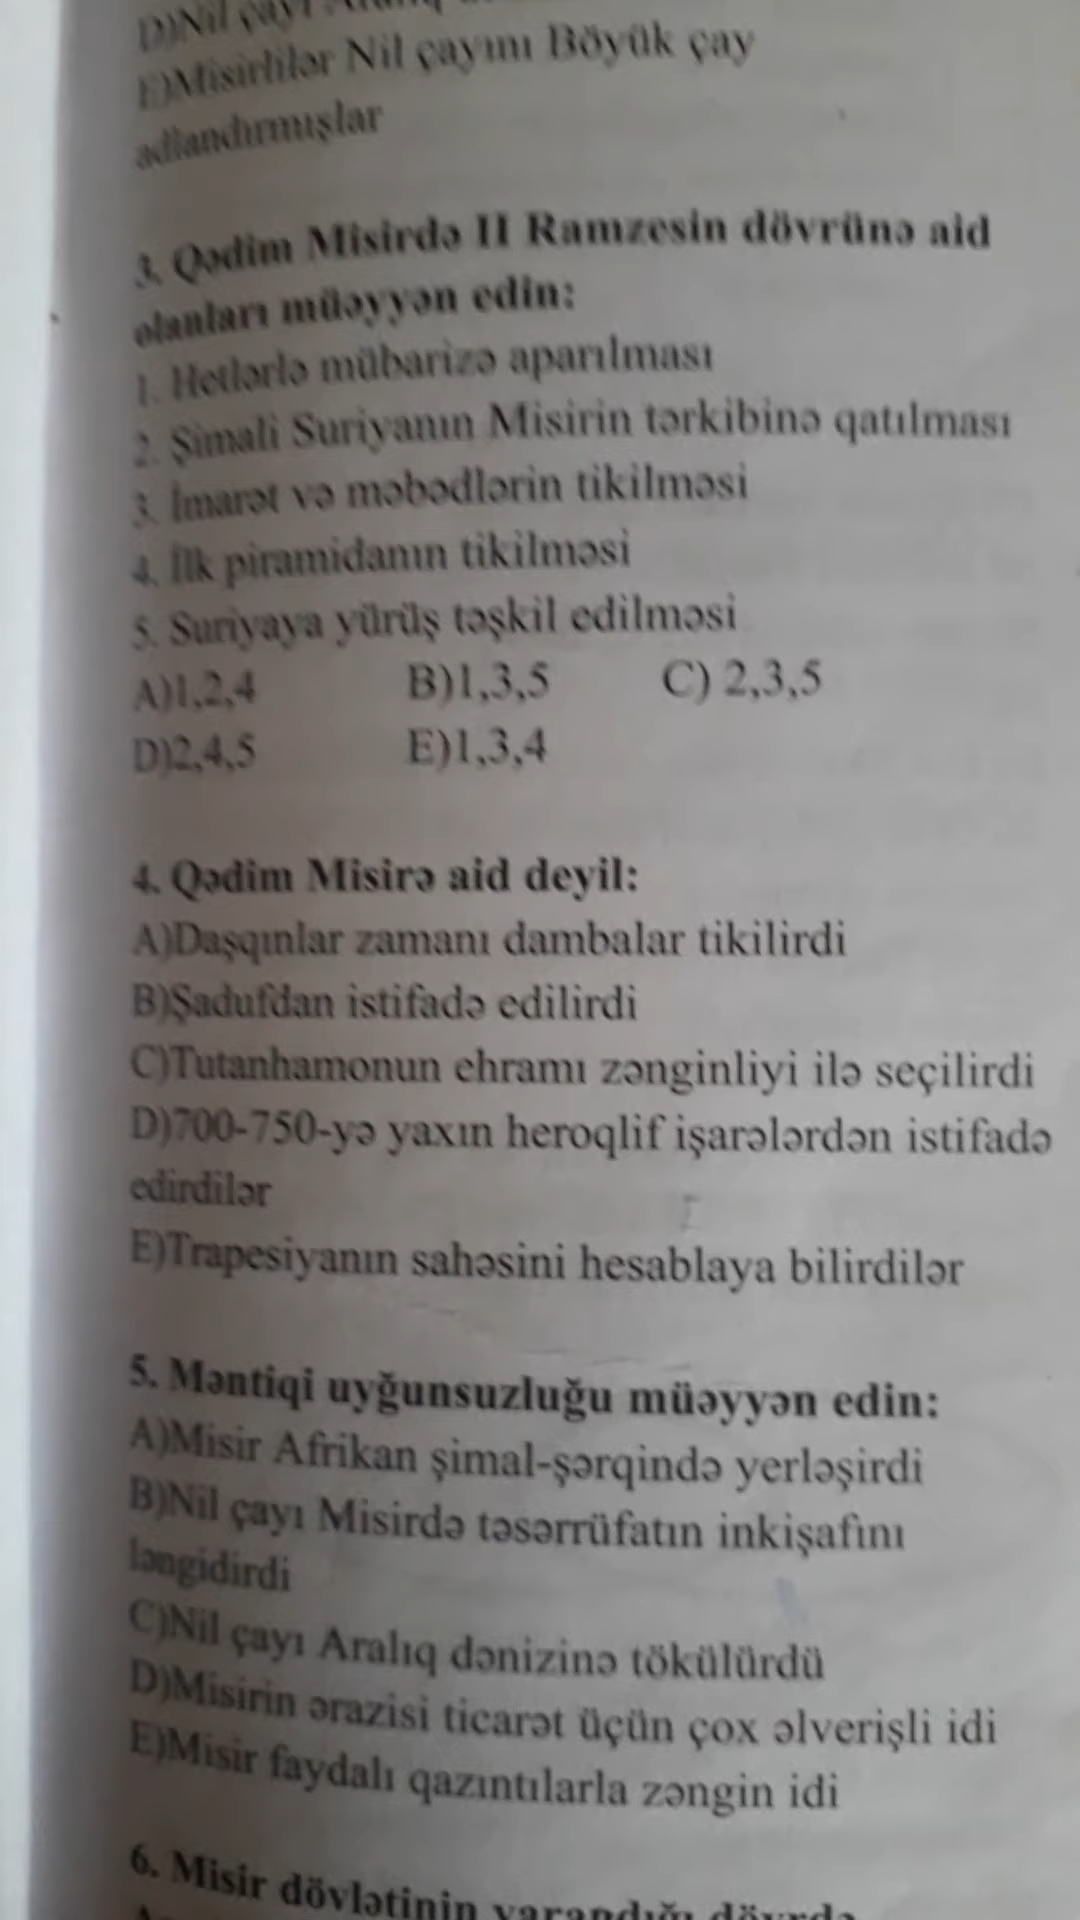 D)Nil çayı
E)Misirlilər Nil çayını Böyük çay
adlandırmışlar
3. Qədim Misirdə II Ramzesin dövrünə aid
olanları müəyyən edin:
1. Hetlərlə mübarizə aparılması
2. Şimali Suriyanın Misirin tərkibinə qatılması
3. İmarət və məbədlərin tikilməsi
4. İlk piramidanın tikilməsi
5. Suriyaya yürüş təşkil edilməsi
A)1,2,4 B)1,3,5 C) 2,3,5
D)2,4,5 E)1,3,4
4. Qədim Misirə aid deyil:
A)Daşqınlar zamanı dambalar tikilirdi
B)Şadufdan istifadə edilirdi
C)Tutanhamonun ehramı zənginliyi ilə seçilirdi
D)700-750-yə yaxın heroqlif işarələrdən istifadə
edirdilər
E)Trapesiyanın sahəsini hesablaya bilirdilər
5. Məntiqi uyğunsuzluğu müəyyən edin:
A)Misir Afrikan şimal-şərqində yerləşirdi
B)Nil çayı Misirdə təsərrüfatın inkişafını
ləngidirdi
C)Nil çayı Aralıq dənizinə tökülürdü
D)Misirin ərazisi ticarət üçün çox əlverişli idi
E)Misir faydalı qazıntılarla zəngin idi
6. Misir dövlətinin yarandığı dövrdə